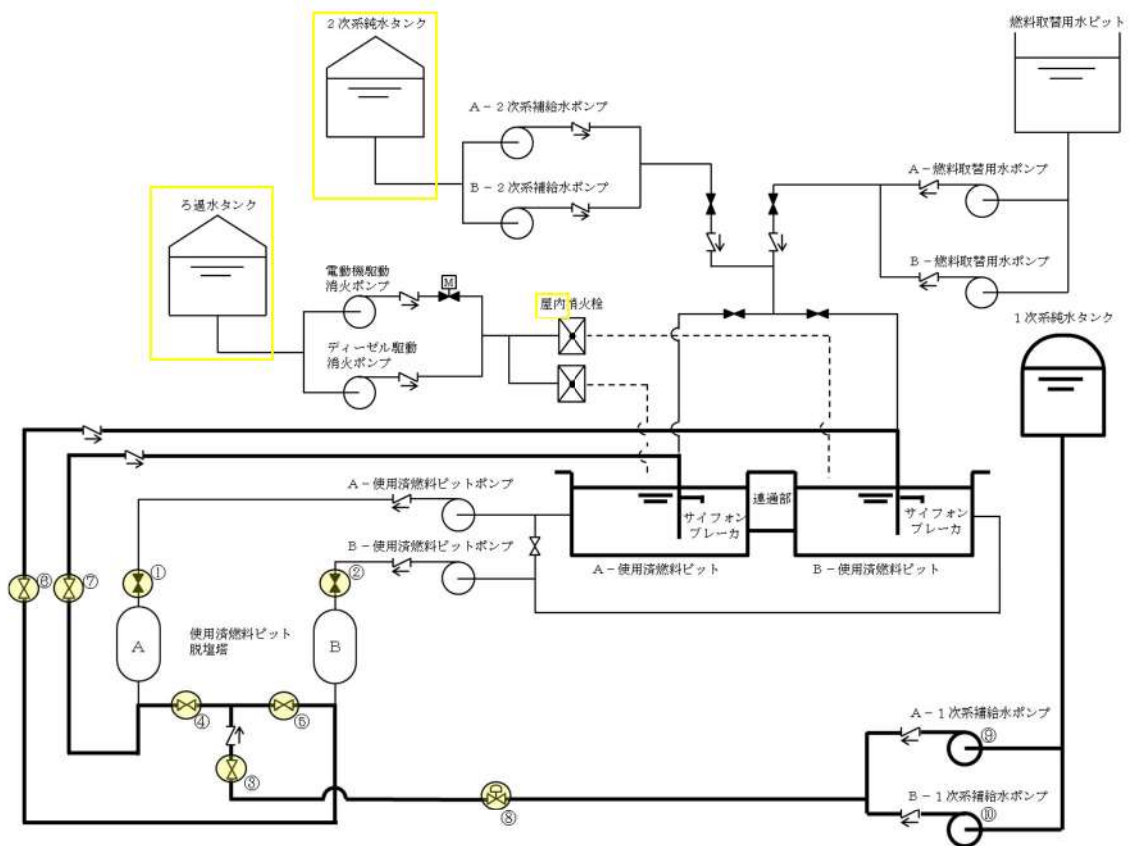 2次系純水タンク
燃料取替用水ピット
A-2次系補給水ポンプ
B-2次系補給水ポンプ
A-燃料取替用水ポンプ
B-燃料取替用水ポンプ
ろ過水タンク
電動機駆動
消火ポンプ
M
屋内消火栓
ディーゼル駆動
消火ポンプ
1次系純水タンク
A-使用済燃料ピットポンプ
B-使用済燃料ピットポンプ
サイフォン
ブレーカ
連通部
サイフォン
ブレーカ
A-使用済燃料ピット
B-使用済燃料ピット
⑥
⑦
①
②
A
使用済燃料ピット
脱塩塔
B
④
⑤
③
⑧
A-1次系補給水ポンプ
⑨
B-1次系補給水ポンプ
⑩